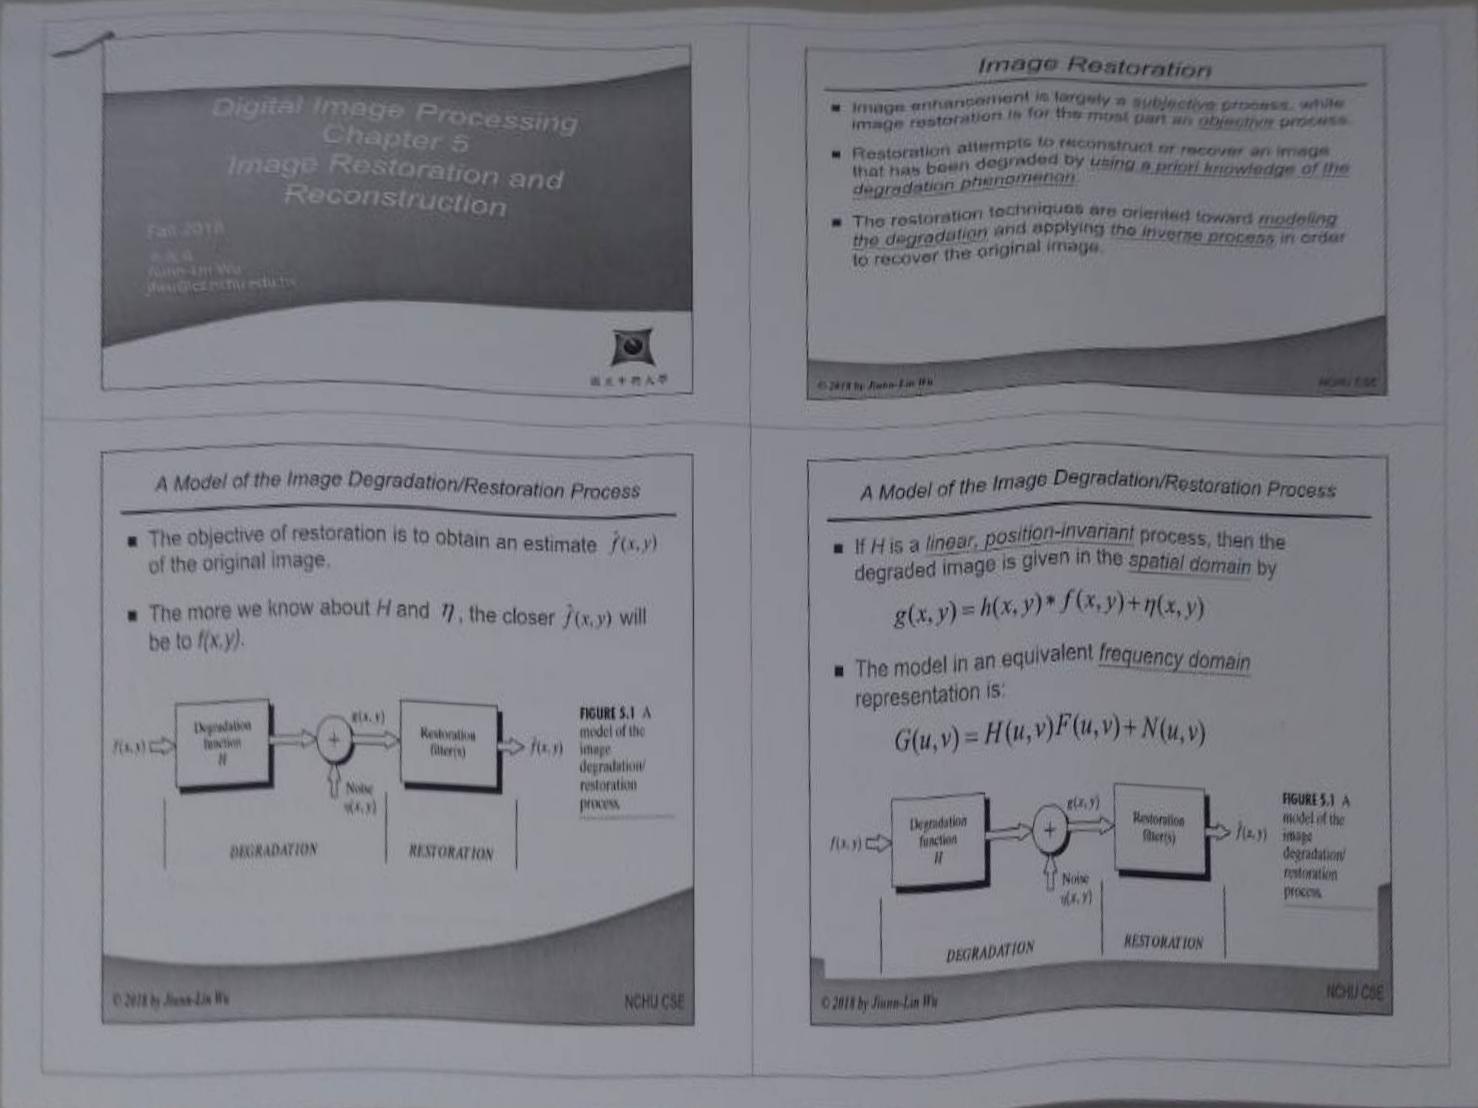 Digital Image Processing
Chapter 5
Image Restoration and
Reconstruction
Fall 2018
Jiunn-Lin Wu
國立中興大學
Image Restoration
■ Image enhancement is largely a subjective process, while
image restoration is for the most part an objective process.
■ Restoration attempts to reconstruct or recover an image
that has been degraded by using a priori knowledge of the
degradation phenomenon.
■ The restoration techniques are oriented toward modeling
the degradation and applying the inverse process in order
to recover the original image.
© 2018 by Jiunn-Lin Wu
NCHU CSE
A Model of the Image Degradation/Restoration Process
■ The objective of restoration is to obtain an estimate f̂(x,y)
of the original image.
■ The more we know about H and η, the closer f̂(x,y) will
be to f(x,y).
f(x, y)
Degradation
function
H
+
g(x, y)
Noise
η(x, y)
Restoration
filter(s)
f̂(x, y)
DEGRADATION
RESTORATION
FIGURE 5.1 A
model of the
image
degradation/
restoration
process.
© 2018 by Jiunn-Lin Wu
NCHU CSE
A Model of the Image Degradation/Restoration Process
■ If H is a linear, position-invariant process, then the
degraded image is given in the spatial domain by
g(x, y) = h(x, y)* f(x, y)+η(x, y)
■ The model in an equivalent frequency domain
representation is:
G(u,v) = H(u,v)F(u,v)+ N(u,v)
f(x, y)
Degradation
function
H
+
g(x, y)
Noise
η(x, y)
Restoration
filter(s)
f̂(x, y)
DEGRADATION
RESTORATION
FIGURE 5.1 A
model of the
image
degradation/
restoration
process.
© 2018 by Jiunn-Lin Wu
NCHU CSE